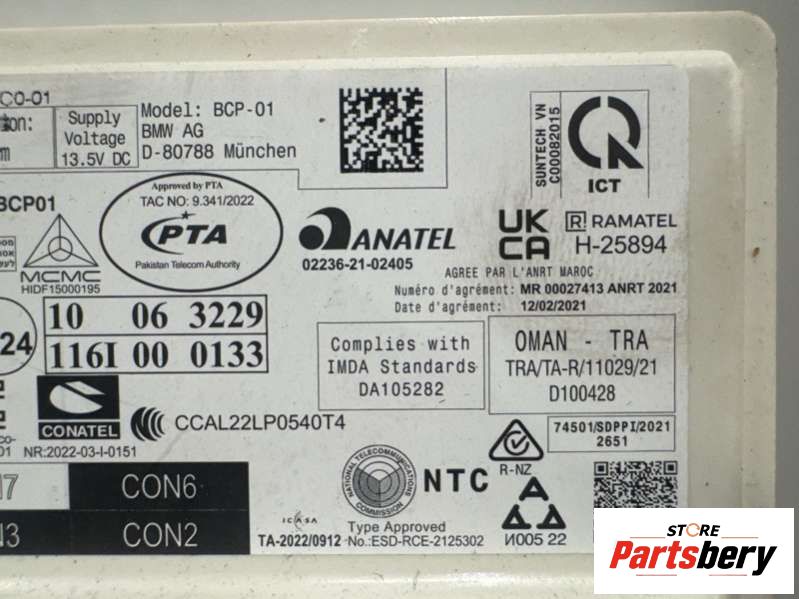 CO-01
Supply
Voltage
13.5V DC
Model: BCP-01
BMW AG
D-80788 München
SUNTECH VN
C00082015
ICT
BCP01
Approved by PTA
TAC NO: 9.341/2022
PTA
Pakistan Telecom Authority
ANATEL
02236-21-02405
UK
CA
R RAMATEL
H-25894
MCMC
HIDF15000195
AGREE PAR L'ANRT MAROC
Numéro d'agrément: MR 00027413 ANRT 2021
Date d'agrément: 12/02/2021
24
10 06 3229
116I 00 0133
Complies with
IMDA Standards
DA105282
OMAN - TRA
TRA/TA-R/11029/21
D100428
CONATEL
NR:2022-03-I-0151
CCAL22LP0540T4
R-NZ
74501/SDPPI/2021
2651
CON6
N3
CON2
NATIONAL TELECOMMUNICATIONS
COMMISSION
NTC
ICASA
TA-2022/0912
Type Approved
No.:ESD-RCE-2125302
И005 22
STORE
Partsbery